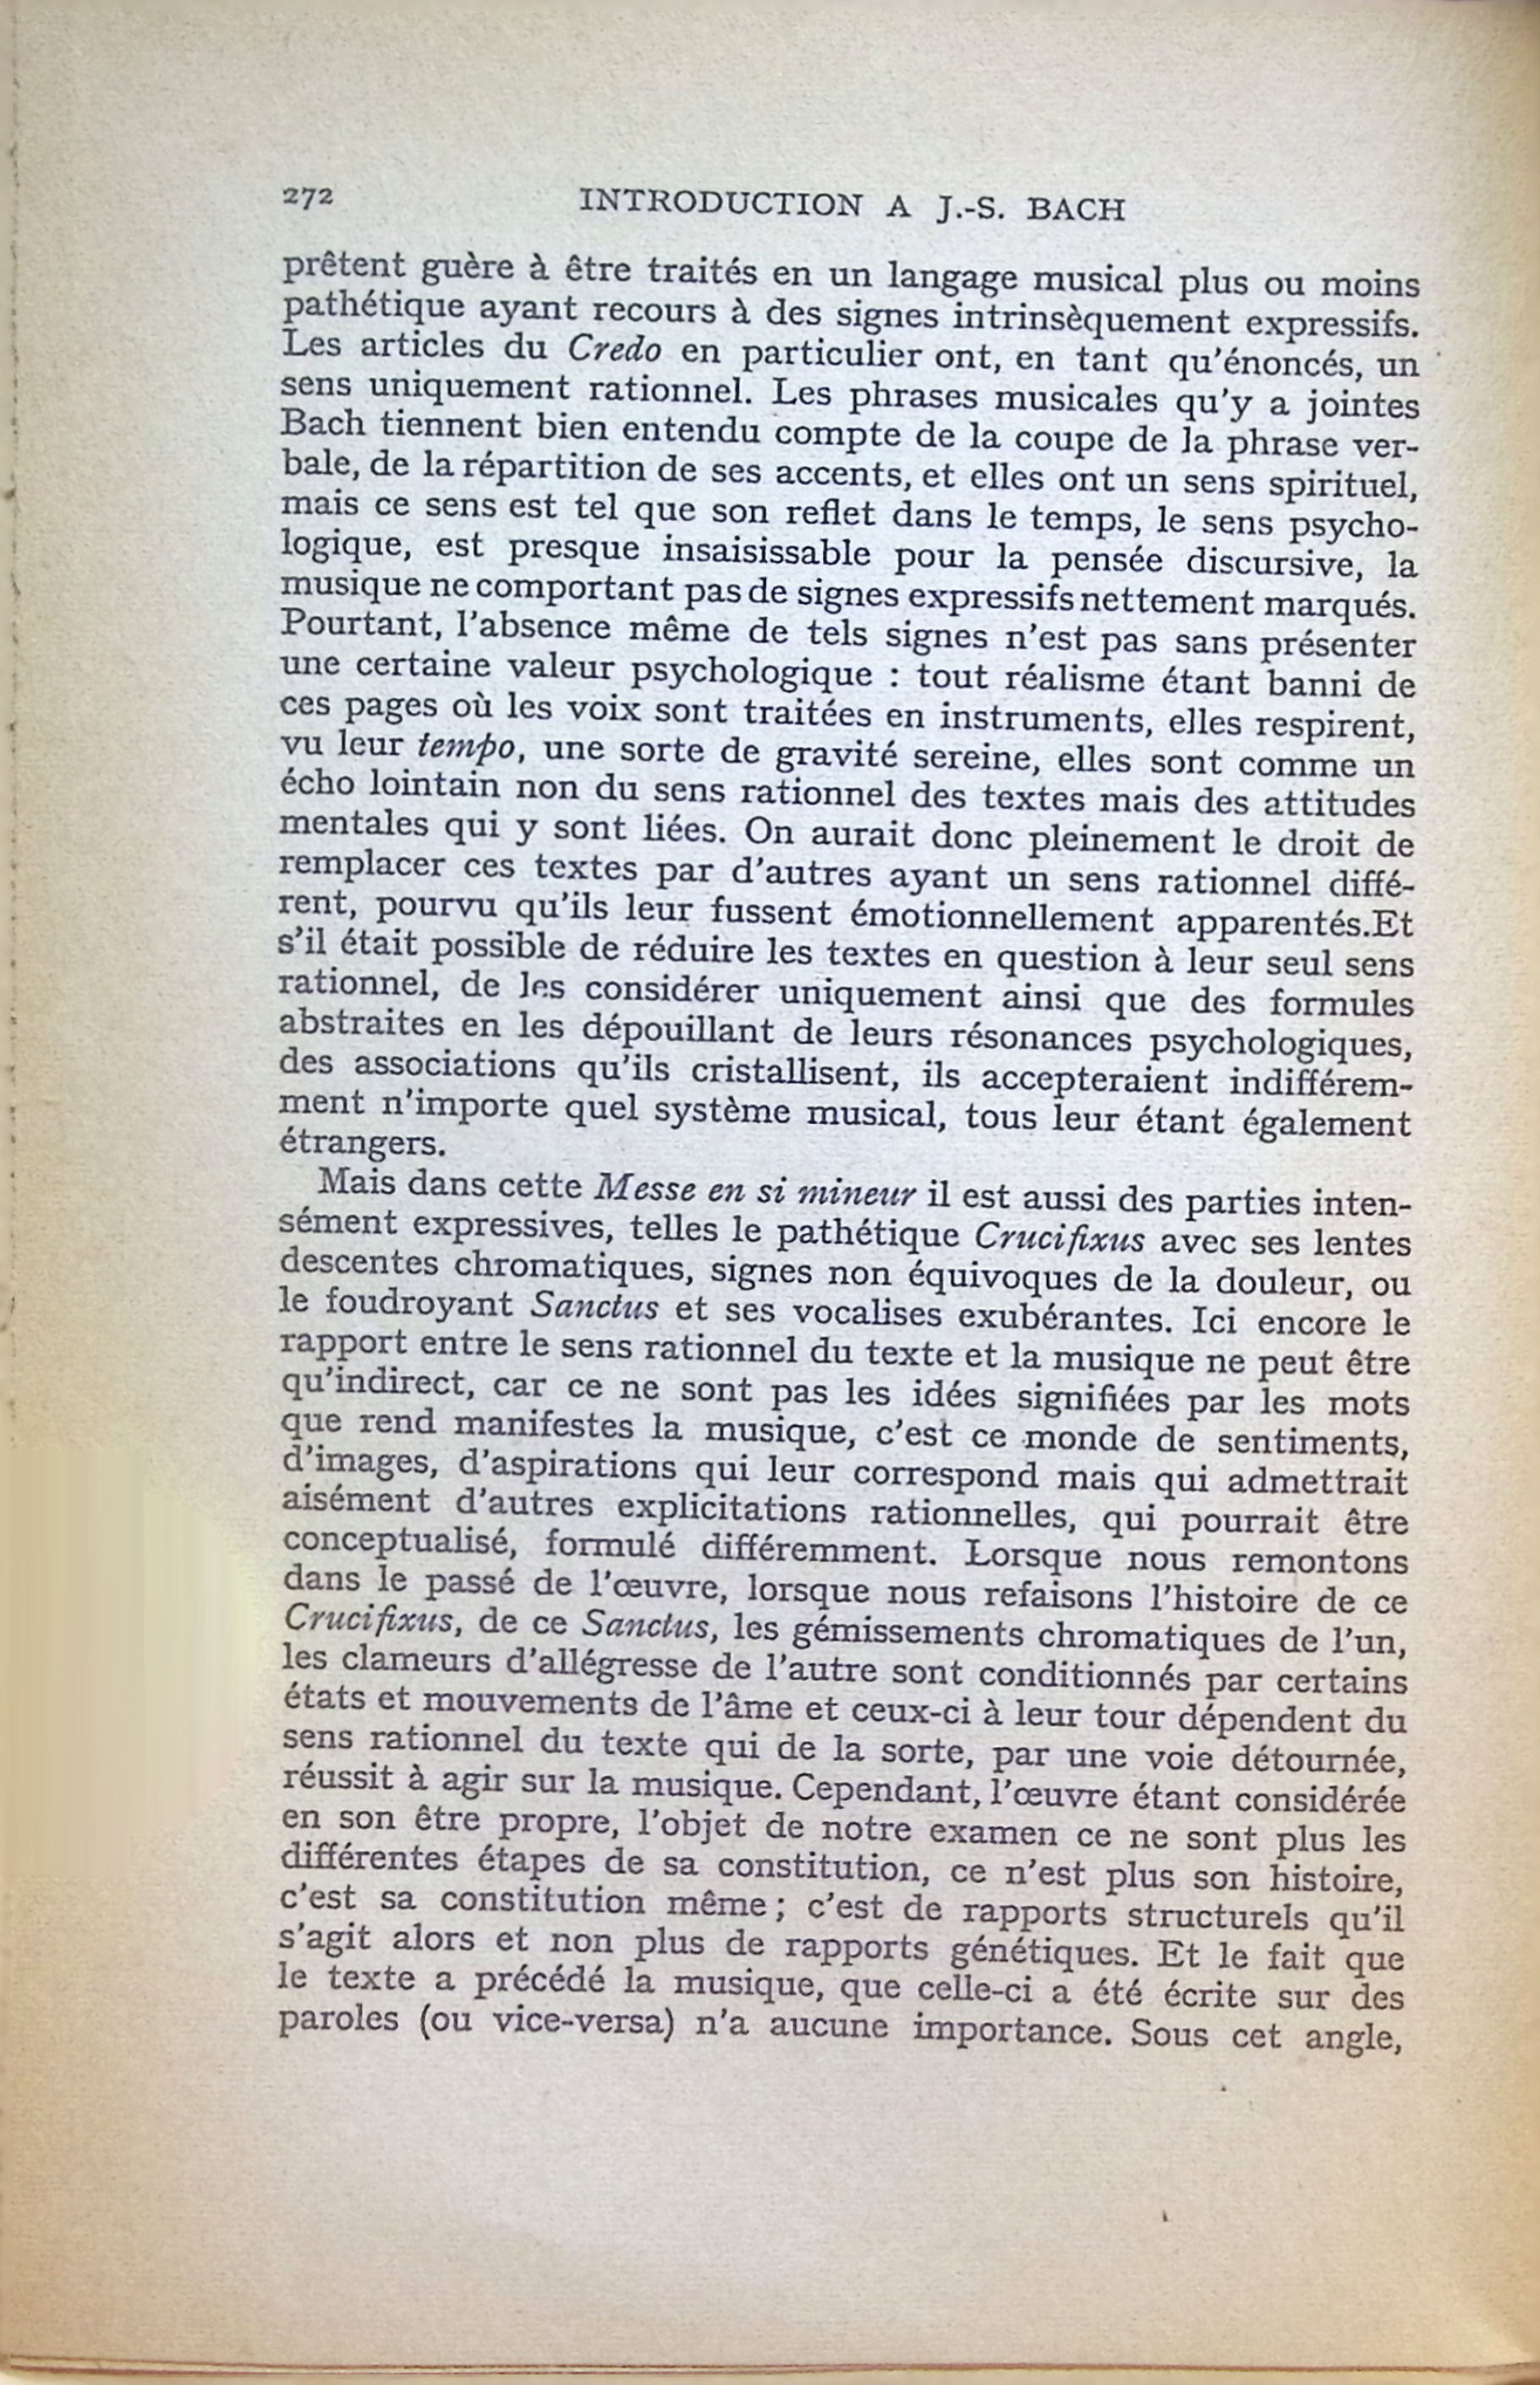 272 INTRODUCTION A J.-S. BACH
prêtent guère à être traités en un langage musical plus ou moins
pathétique ayant recours à des signes intrinsèquement expressifs.
Les articles du Credo en particulier ont, en tant qu'énoncés, un
sens uniquement rationnel. Les phrases musicales qu'y a jointes
Bach tiennent bien entendu compte de la coupe de la phrase ver-
bale, de la répartition de ses accents, et elles ont un sens spirituel,
mais ce sens est tel que son reflet dans le temps, le sens psycho-
logique, est presque insaisissable pour la pensée discursive, la
musique ne comportant pas de signes expressifs nettement marqués.
Pourtant, l'absence même de tels signes n'est pas sans présenter
une certaine valeur psychologique : tout réalisme étant banni de
ces pages où les voix sont traitées en instruments, elles respirent,
vu leur tempo, une sorte de gravité sereine, elles sont comme un
écho lointain non du sens rationnel des textes mais des attitudes
mentales qui y sont liées. On aurait donc pleinement le droit de
remplacer ces textes par d'autres ayant un sens rationnel diffé-
rent, pourvu qu'ils leur fussent émotionnellement apparentés.Et
s'il était possible de réduire les textes en question à leur seul sens
rationnel, de les considérer uniquement ainsi que des formules
abstraites en les dépouillant de leurs résonances psychologiques,
des associations qu'ils cristallisent, ils accepteraient indifférem-
ment n'importe quel système musical, tous leur étant également
étrangers.
Mais dans cette Messe en si mineur il est aussi des parties inten-
sément expressives, telles le pathétique Crucifixus avec ses lentes
descentes chromatiques, signes non équivoques de la douleur, ou
le foudroyant Sanctus et ses vocalises exubérantes. Ici encore le
rapport entre le sens rationnel du texte et la musique ne peut être
qu'indirect, car ce ne sont pas les idées signifiées par les mots
que rend manifestes la musique, c'est ce monde de sentiments,
d'images, d'aspirations qui leur correspond mais qui admettrait
aisément d'autres explicitations rationnelles, qui pourrait être
conceptualisé, formulé différemment. Lorsque nous remontons
dans le passé de l'œuvre, lorsque nous refaisons l'histoire de ce
Crucifixus, de ce Sanctus, les gémissements chromatiques de l'un,
les clameurs d'allégresse de l'autre sont conditionnés par certains
états et mouvements de l'âme et ceux-ci à leur tour dépendent du
sens rationnel du texte qui de la sorte, par une voie détournée,
réussit à agir sur la musique. Cependant, l'œuvre étant considérée
en son être propre, l'objet de notre examen ce ne sont plus les
différentes étapes de sa constitution, ce n'est plus son histoire,
c'est sa constitution même ; c'est de rapports structurels qu'il
s'agit alors et non plus de rapports génétiques. Et le fait que
le texte a précédé la musique, que celle-ci a été écrite sur des
paroles (ou vice-versa) n'a aucune importance. Sous cet angle,